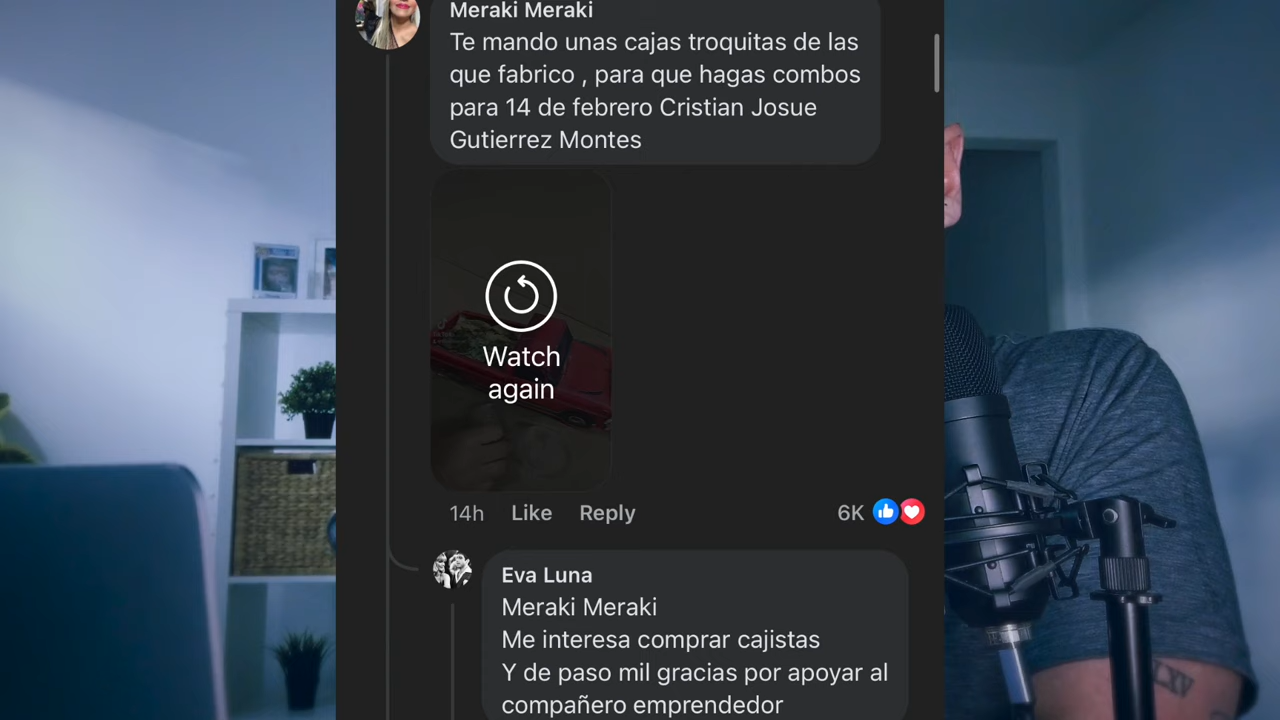 Meraki Meraki
Te mando unas cajas troquitas de las
que fabrico , para que hagas combos
para 14 de febrero Cristian Josue
Gutierrez Montes
Watch
again
14h Like Reply 6K
Eva Luna
Meraki Meraki
Me interesa comprar cajistas
Y de paso mil gracias por apoyar al
compañero emprendedor
LXV